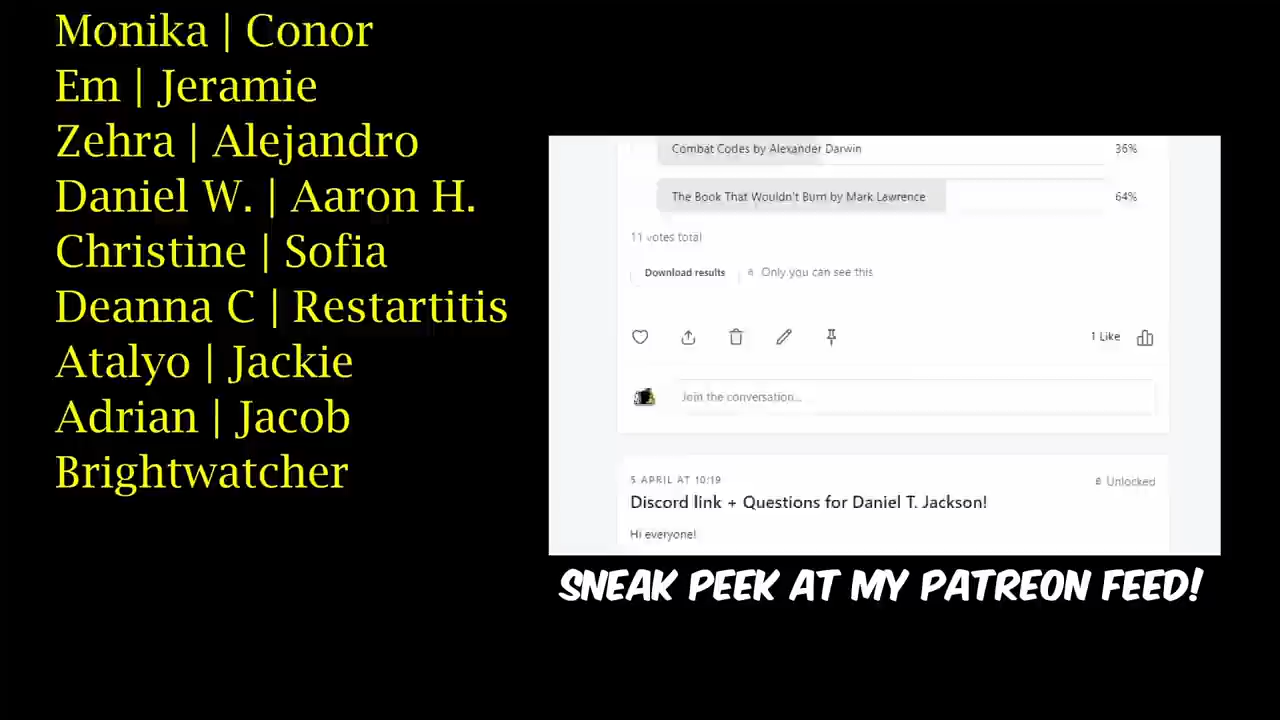 Monika | Conor
Em | Jeramie
Zehra | Alejandro
Daniel W. | Aaron H.
Christine | Sofia
Deanna C | Restartitis
Atalyo | Jackie
Adrian | Jacob
Brightwatcher
Combat Codes by Alexander Darwin 36%
The Book That Wouldn't Burn by Mark Lawrence 64%
11 votes total
Download results Only you can see this
1 Like
Join the conversation...
5 APRIL AT 10:19 Unlocked
Discord link + Questions for Daniel T. Jackson!
Hi everyone!
SNEAK PEEK AT MY PATREON FEED!